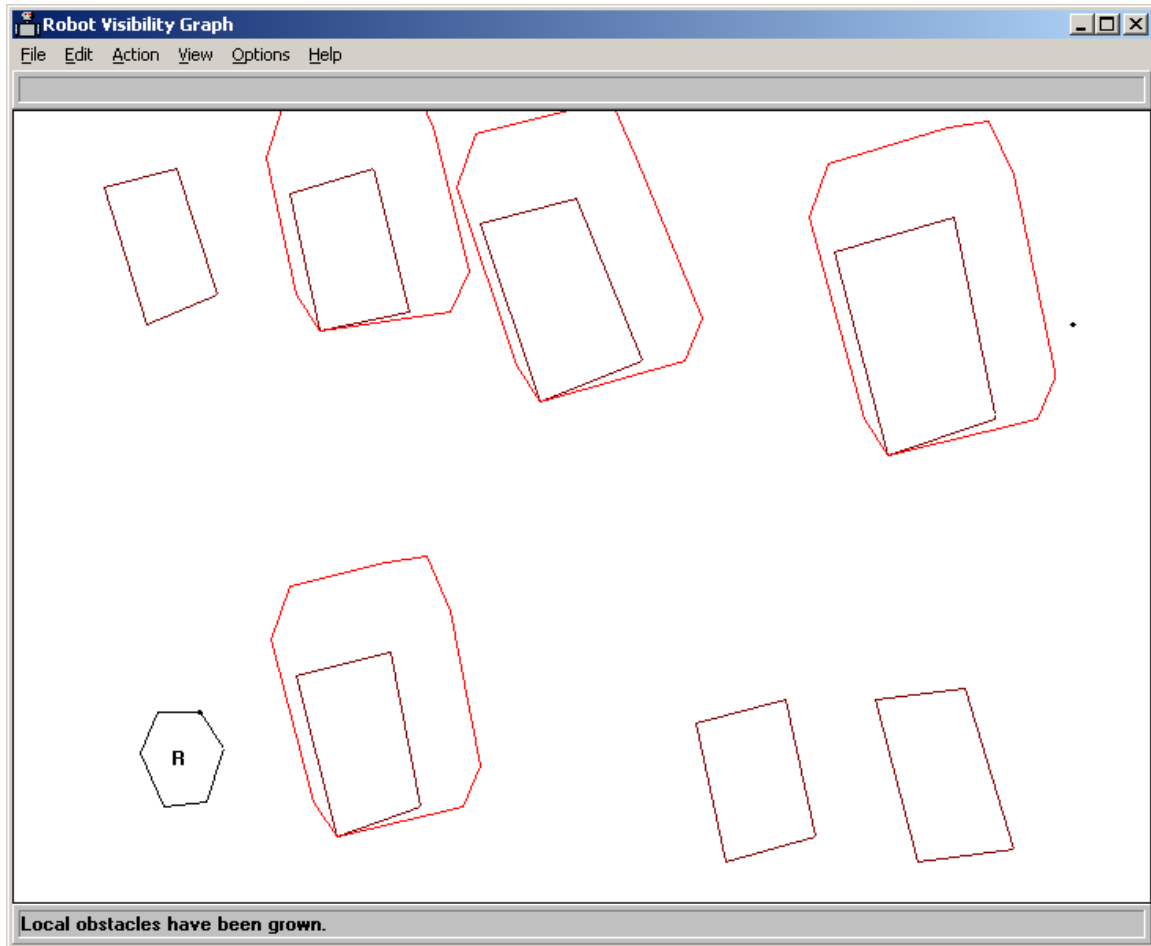 Robot Visibility Graph
File Edit Action View Options Help
R
Local obstacles have been grown.